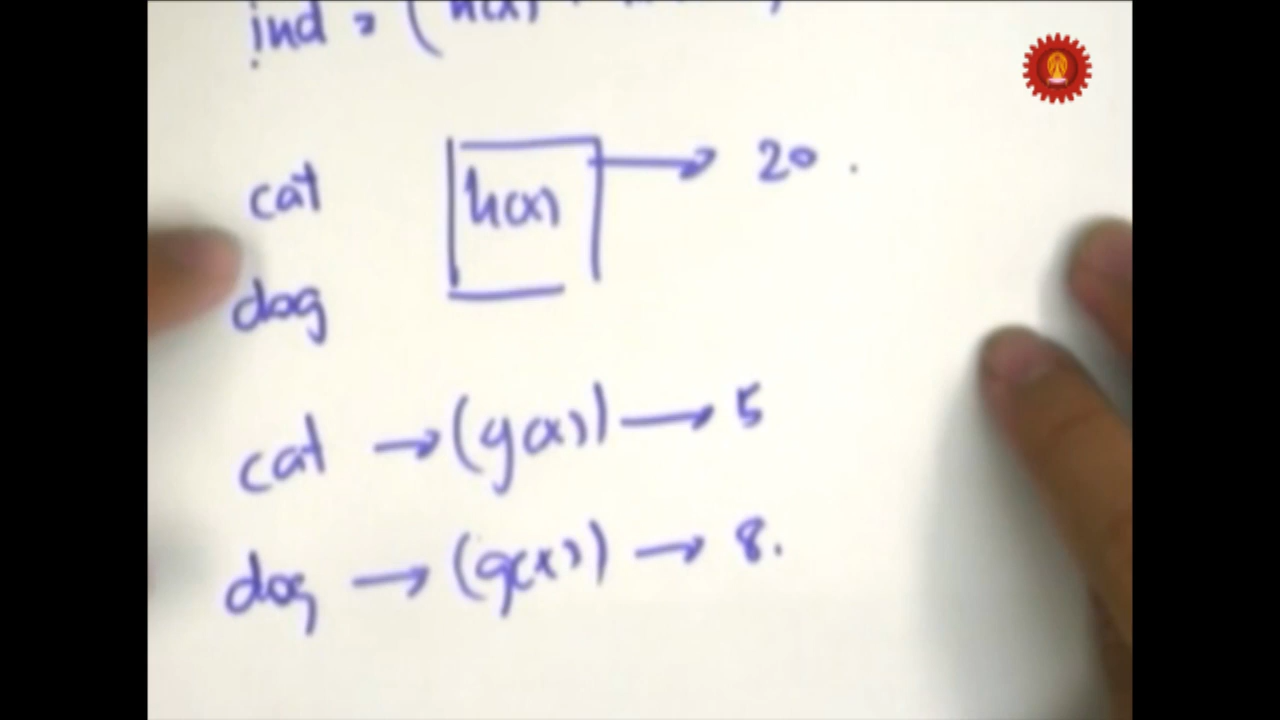 ind = ( h(x)
cat h(x) → 20 .
dog
cat → (g(x)) → 5
dog → (g(x)) → 8.